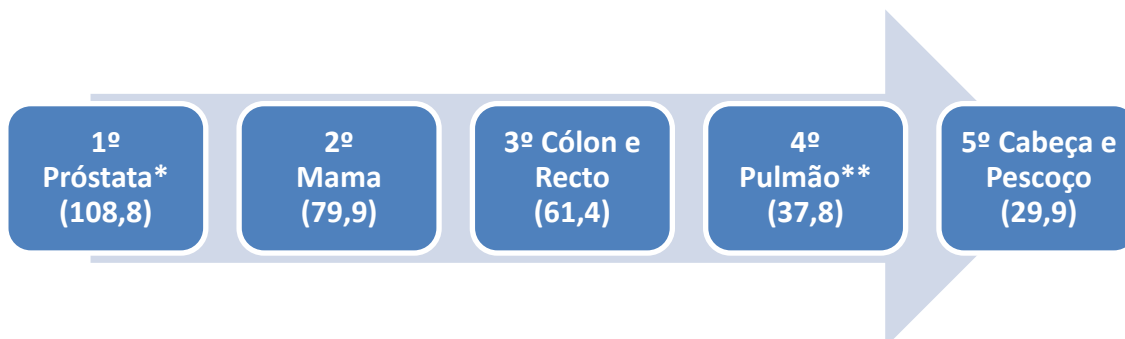 1º
Próstata*
(108,8)
2º
Mama
(79,9)
3º Cólon e
Recto
(61,4)
4º
Pulmão**
(37,8)
5º Cabeça e
Pescoço
(29,9)